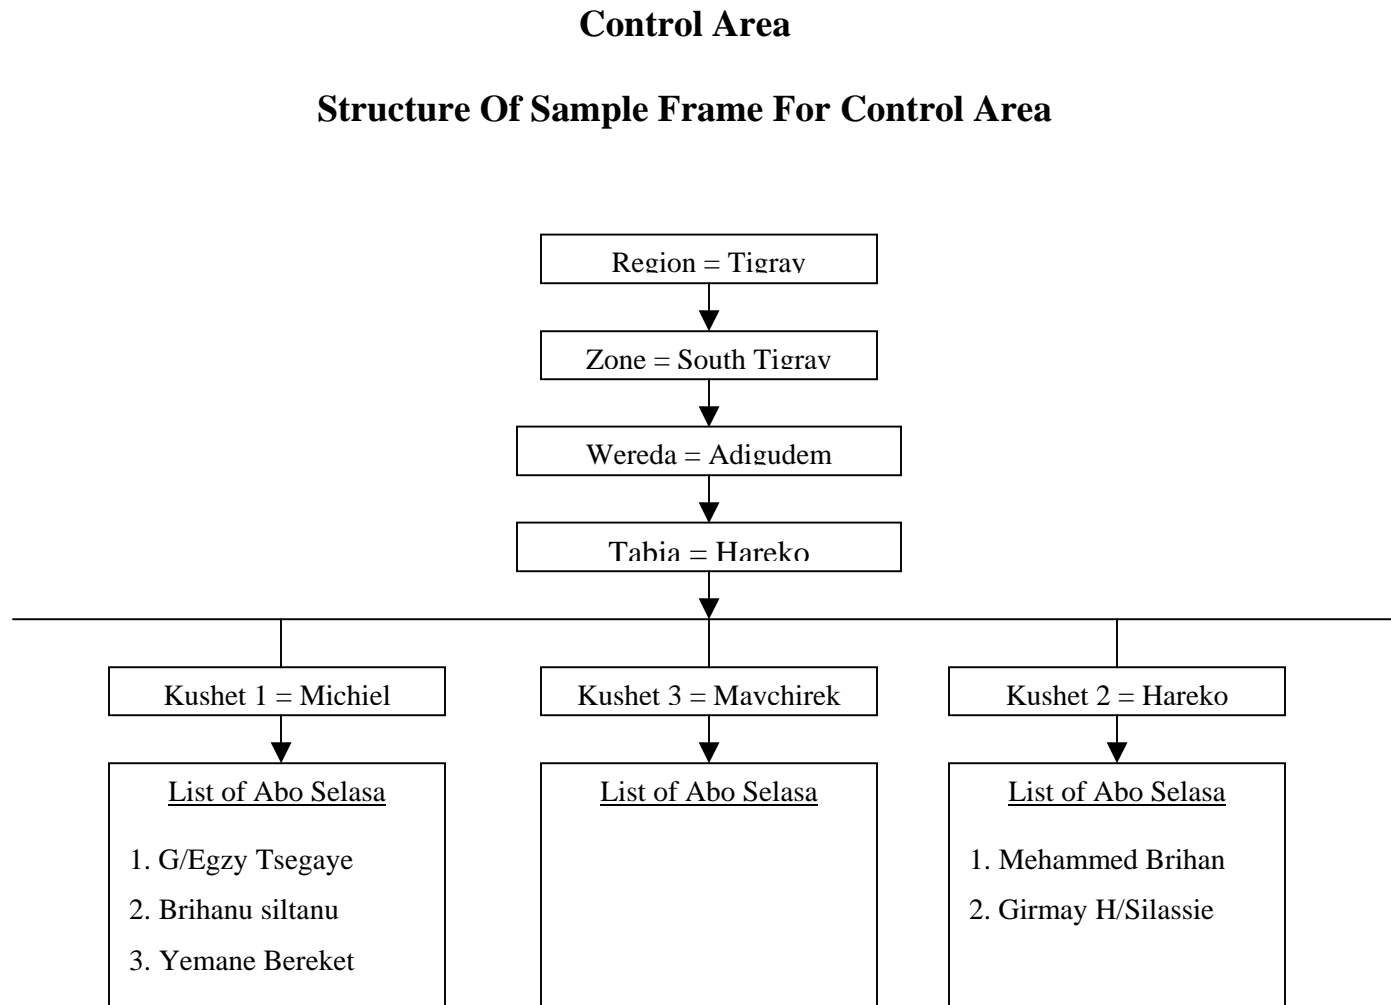 Control Area
Structure Of Sample Frame For Control Area
Region = Tigray
Zone = South Tigray
Wereda = Adigudem
Tabia = Hareko
Kushet 1 = Michiel
Kushet 3 = Maychirek
Kushet 2 = Hareko
List of Abo Selasa
1. G/Egzy Tsegaye
2. Brihanu siltanu
3. Yemane Bereket
List of Abo Selasa
List of Abo Selasa
1. Mehammed Brihan
2. Girmay H/Silassie